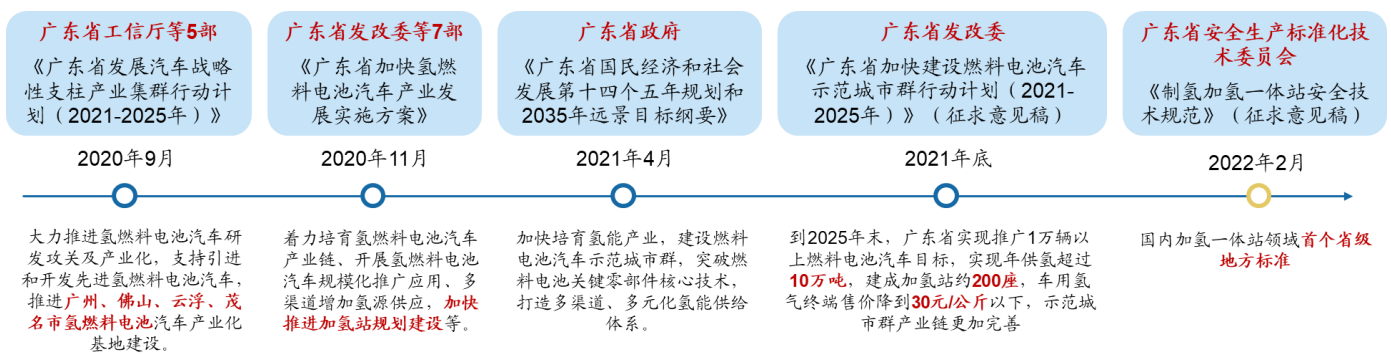 广东省工信厅等5部
《广东省发展汽车战略
性支柱产业集群行动计
划（2021-2025年）》
2020年9月
大力推进氢燃料电池汽车研
发攻关及产业化，支持引进
和开发先进氢燃料电池汽车，
推进广州、佛山、云浮、茂
名市氢燃料电池汽车产业化
基地建设。
广东省发改委等7部
《广东省加快氢燃
料电池汽车产业发
展实施方案》
2020年11月
着力培育氢燃料电池汽车
产业链、开展氢燃料电池
汽车规模化推广应用、多
渠道增加氢源供应，加快
推进加氢站规划建设等。
广东省政府
《广东省国民经济和社会
发展第十四个五年规划和
2035年远景目标纲要》
2021年4月
加快培育氢能产业，建设燃料
电池汽车示范城市群，突破燃
料电池关键零部件核心技术，
打造多渠道、多元化氢能供给
体系。
广东省发改委
《广东省加快建设燃料电池汽车
示范城市群行动计划（2021-
2025年）》（征求意见稿）
2021年底
到2025年末，广东省实现推广1万辆以
上燃料电池汽车目标，实现年供氢超过
10万吨，建成加氢站约200座，车用氢
气终端售价降到30元/公斤以下，示范城
市群产业链更加完善
广东省安全生产标准化技
术委员会
《制氢加氢一体站安全技
术规范》（征求意见稿）
2022年2月
国内加氢一体站领域首个省级
地方标准